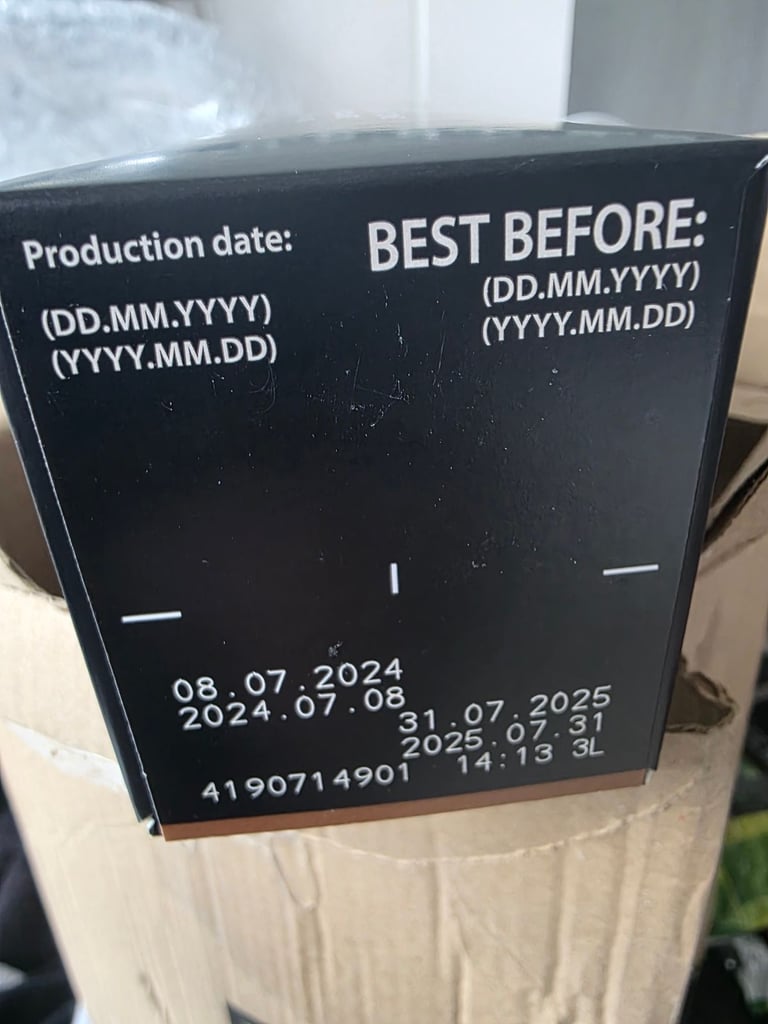 Production date:
(DD.MM.YYYY)
(YYYY.MM.DD)
BEST BEFORE:
(DD.MM.YYYY)
(YYYY.MM.DD)
08.07.2024
2024.07.08
31.07.2025
2025.07.31
4190714901 14:13 3L